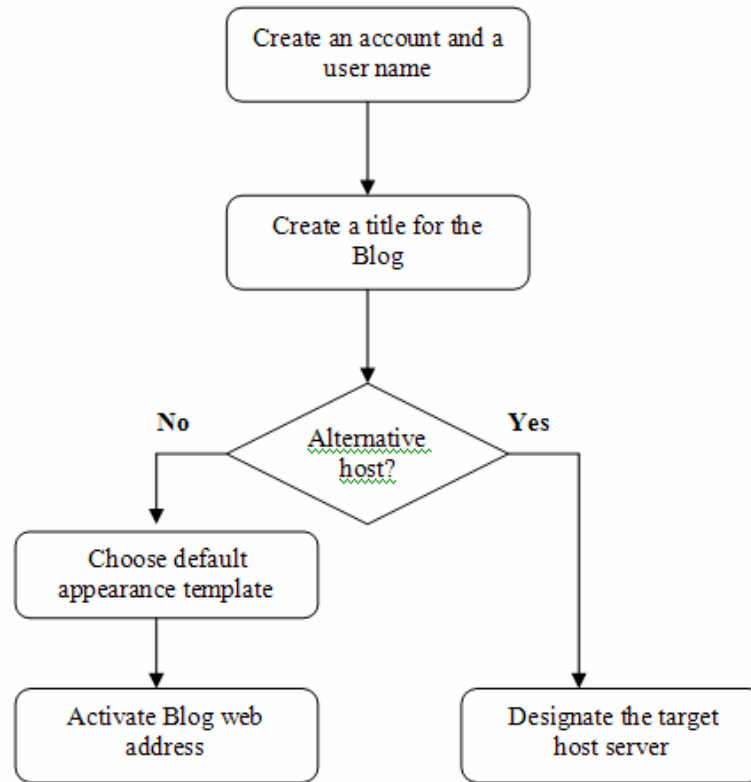 Create an account and a
user name
Create a title for the
Blog
No
Yes
Alternative
host?
Choose default
appearance template
Activate Blog web
address
Designate the target
host server